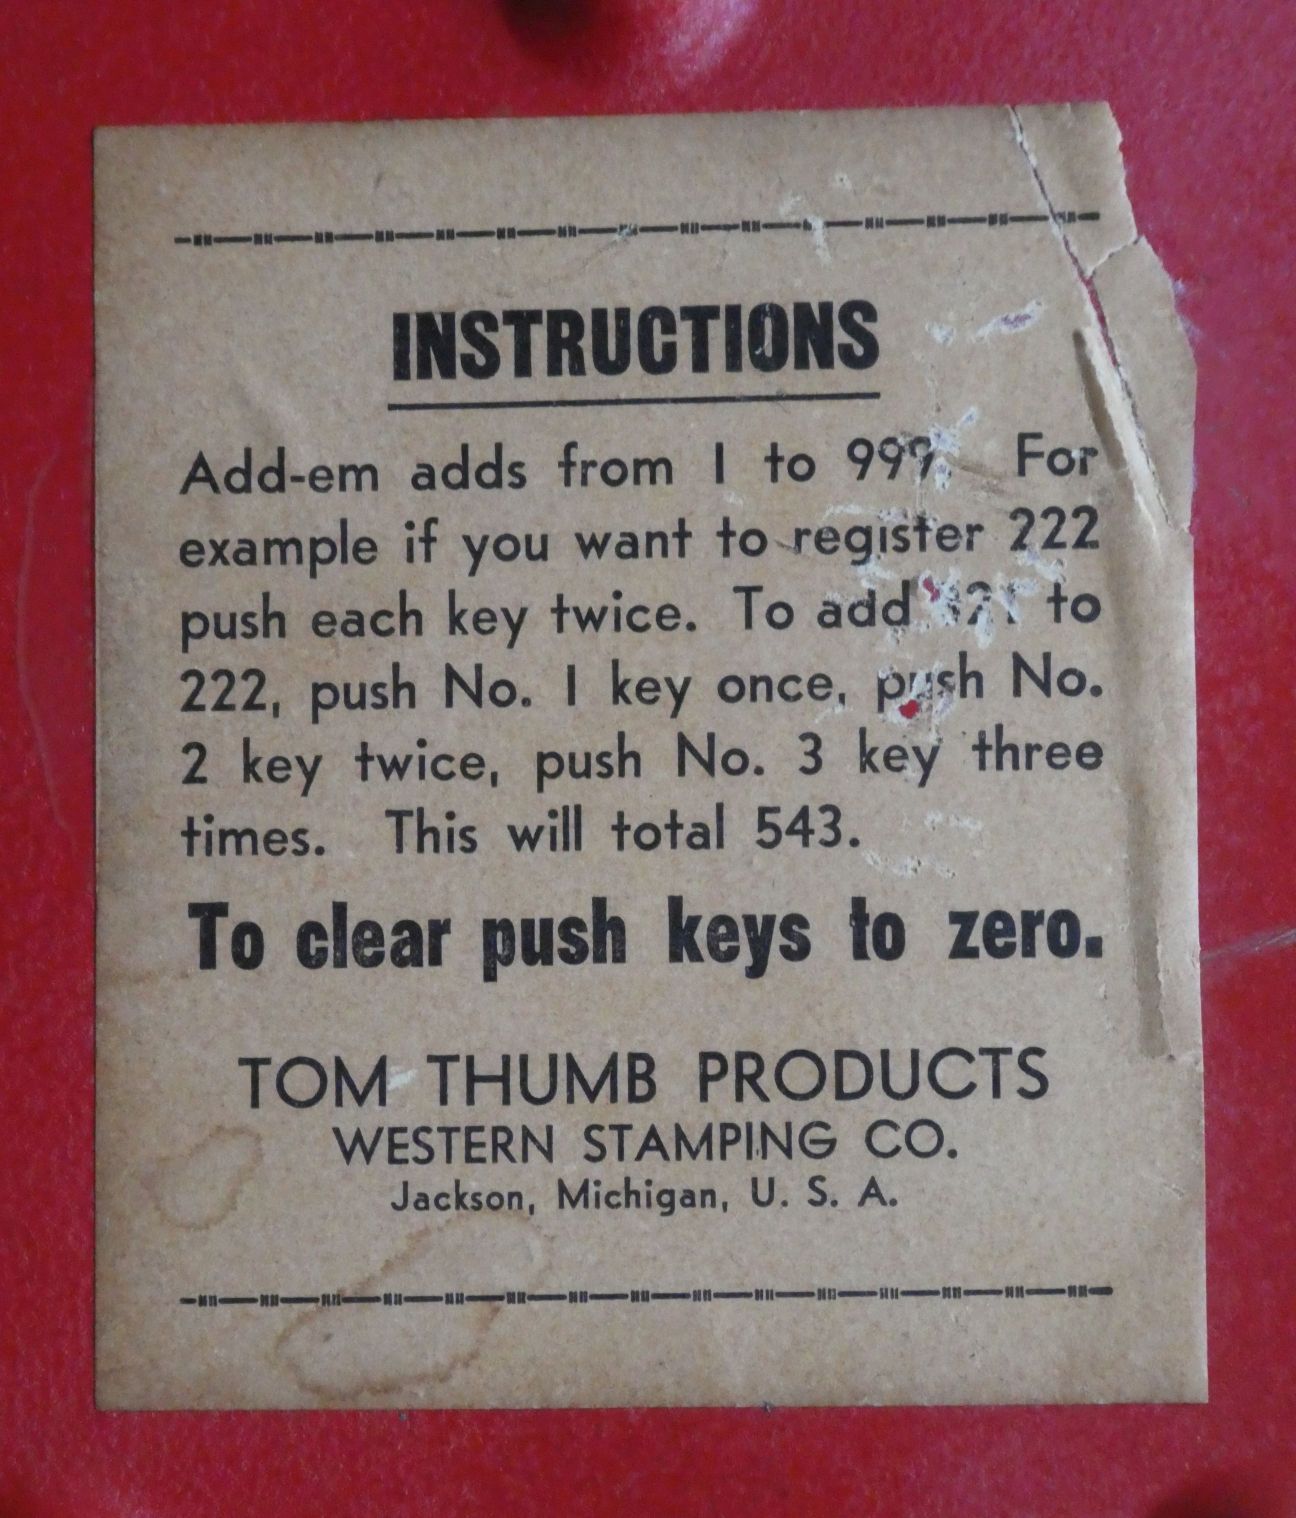 INSTRUCTIONS
Add-em adds from 1 to 999. For
example if you want to register 222
push each key twice. To add 321 to
222, push No. 1 key once, push No.
2 key twice, push No. 3 key three
times. This will total 543.
To clear push keys to zero.
TOM THUMB PRODUCTS
WESTERN STAMPING CO.
Jackson, Michigan, U. S. A.